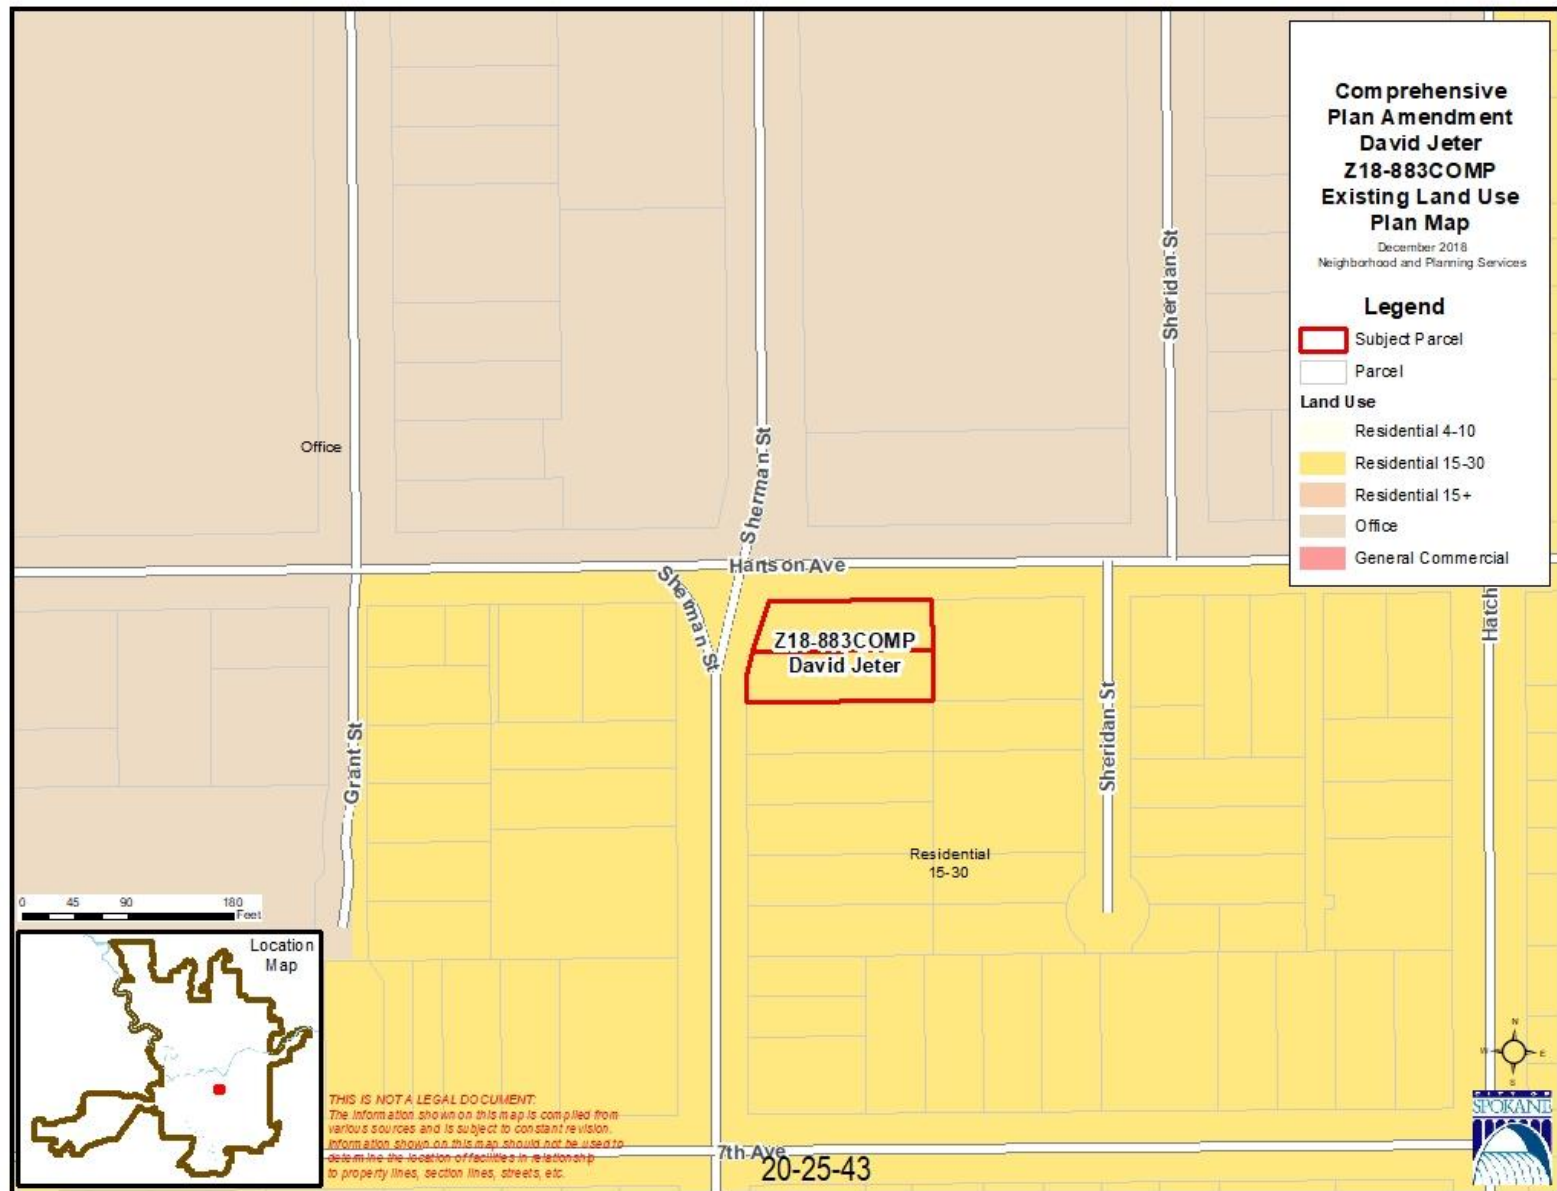 Comprehensive
Plan Amendment
David Jeter
Z18-883COMP
Existing Land Use
Plan Map
December 2018
Neighborhood and Planning Services
Legend
Subject Parcel
Parcel
Land Use
Residential 4-10
Residential 15-30
Residential 15+
Office
General Commercial
Sheridan St
Office
Sherman St
Hartson Ave
Sherman St
Z18-883COMP
David Jeter
Hatch
Grant St
Sheridan St
Residential
15-30
0 45 90 180
Feet
Location
Map
N
W E
S
THIS IS NOT A LEGAL DOCUMENT:
The information shown on this map is compiled from
various sources and is subject to constant revision.
Information shown on this map should not be used to
determine the location of facilities in relationship
to property lines, section lines, streets, etc.
CITY OF
SPOKANE
7th Ave
20-25-43